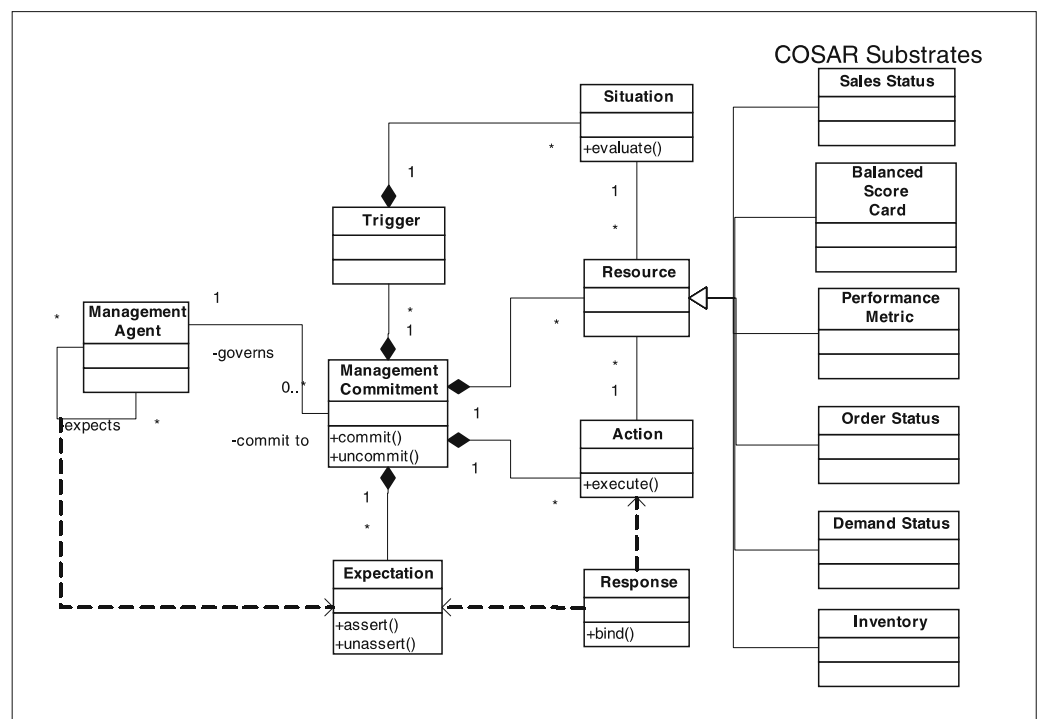 COSAR Substrates
Situation
+evaluate()
*
1
1
*
Trigger
*
1
Management
Agent
*
1
-governs
0..*
-commit to
-expects
*
Management
Commitment
+commit()
+uncommit()
1
*
1
*
1
*
Resource
*
1
Action
+execute()
Expectation
+assert()
+unassert()
Response
+bind()
Sales Status
Balanced
Score
Card
Performance
Metric
Order Status
Demand Status
Inventory